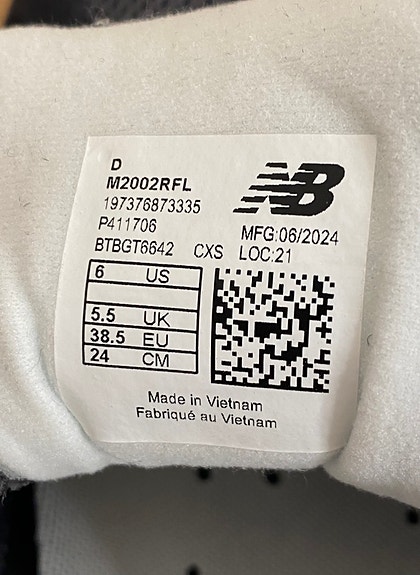 D
M2002RFL
197376873335
P411706
BTBGT6642 CXS
NB
MFG:06/2024
LOC:21
6 US
5.5 UK
38.5 EU
24 CM
Made in Vietnam
Fabriqué au Vietnam